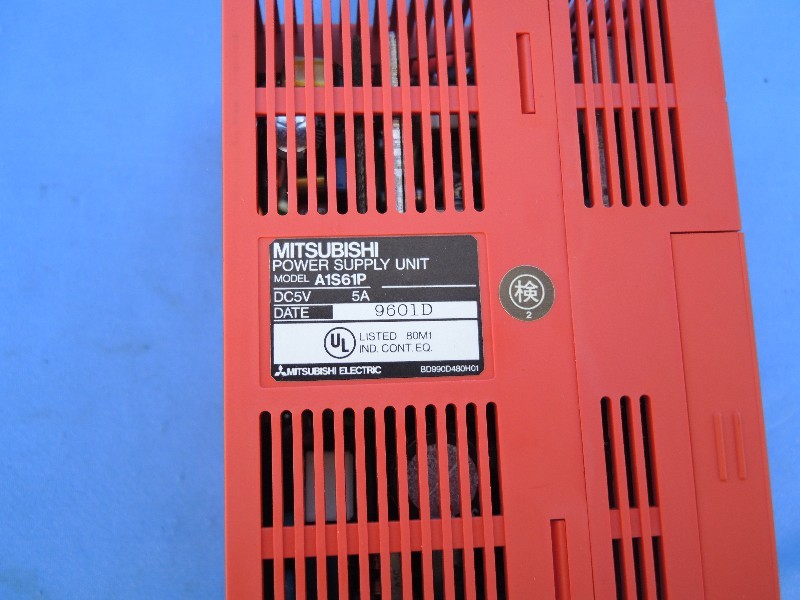 MITSUBISHI
POWER SUPPLY UNIT
MODEL A1S61P
DC5V 5A
DATE 9601D
UL LISTED 80M1
IND. CONT. EQ.
MITSUBISHI ELECTRIC BD990D480H01
検
2